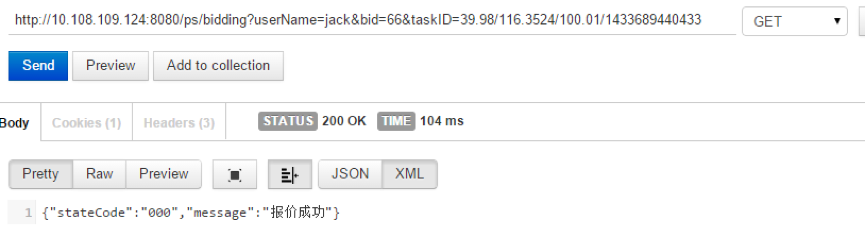 http://10.108.109.124:8080/ps/bidding?userName=jack&bid=66&taskID=39.98/116.3524/100.01/1433689440433 GET
Send Preview Add to collection
Body Cookies (1) Headers (3) STATUS 200 OK TIME 104 ms
Pretty Raw Preview JSON XML
1 {"stateCode":"000","message":"报价成功"}